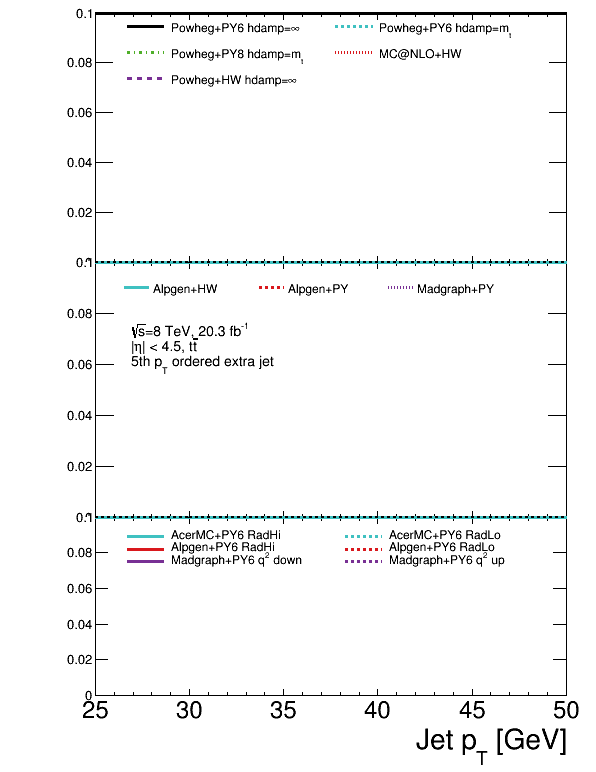 0.1
Powheg+PY6 hdamp=∞ Powheg+PY6 hdamp=m_t
Powheg+PY8 hdamp=m_t MC@NLO+HW
0.08
Powheg+HW hdamp=∞
0.06
0.04
0.02
0.1
Alpgen+HW Alpgen+PY Madgraph+PY
0.08
√s=8 TeV, 20.3 fb⁻¹
|η| < 4.5, tt̄
0.06
5th p_T ordered extra jet
0.04
0.02
0.1
AcerMC+PY6 RadHi AcerMC+PY6 RadLo
Alpgen+PY6 RadHi Alpgen+PY6 RadLo
0.08
Madgraph+PY6 q² down Madgraph+PY6 q² up
0.06
0.04
0.02
0
25 30 35 40 45 50
Jet p_T [GeV]